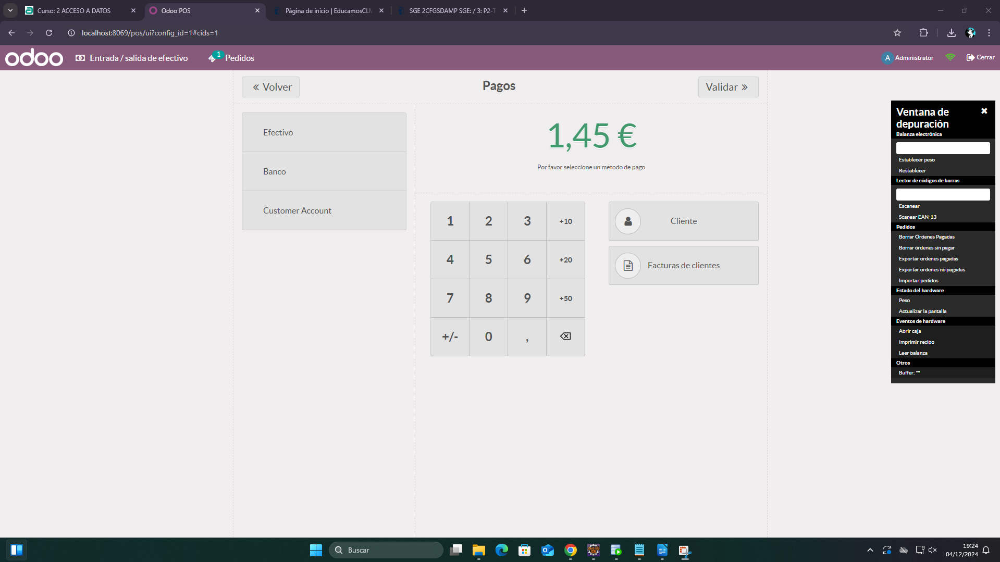 Curso: 2 ACCESO A DATOS
Odoo POS
Página de inicio | EducamosCLM
SGE 2CFGSDAMP SGE: / 3: P2-T
localhost:8069/pos/ui?config_id=1#cids=1
odoo
Entrada / salida de efectivo
1
Pedidos
A
Administrator
Cerrar
Volver
Pagos
Validar
Efectivo
Banco
Customer Account
1,45 €
Por favor seleccione un método de pago
1 2 3 +10
4 5 6 +20
7 8 9 +50
+/- 0 ,
Cliente
Facturas de clientes
Ventana de
depuración
Balanza electrónica
Establecer peso
Restablecer
Lector de códigos de barras
Escanear
Scanear EAN-13
Pedidos
Borrar Órdenes Pagadas
Borrar órdenes sin pagar
Exportar órdenes pagadas
Exportar órdenes no pagadas
Importar pedidos
Estado del hardware
Peso
Actualizar la pantalla
Eventos de hardware
Abrir caja
Imprimir recibo
Leer balanza
Otros
Buffer: ""
Buscar
19:24
04/12/2024